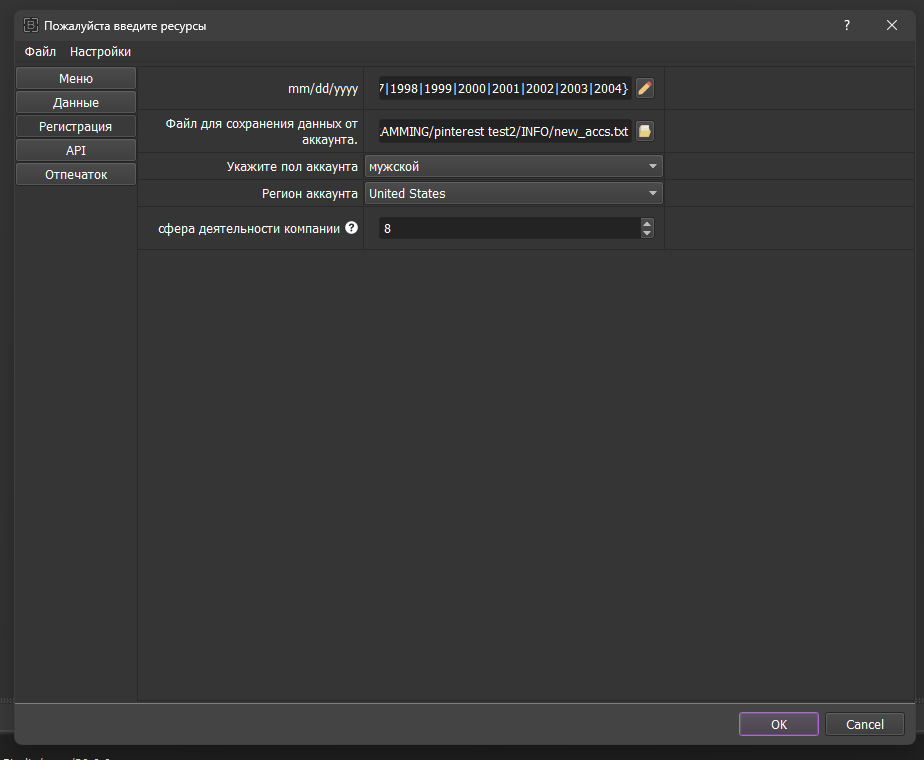 Пожалуйста введите ресурсы
?
Файл Настройки
Меню
Данные
Регистрация
API
Отпечаток
mm/dd/yyyy
7|1998|1999|2000|2001|2002|2003|2004}
Файл для сохранения данных от
аккаунта.
AMMING/pinterest test2/INFO/new_accs.txt
Укажите пол аккаунта
мужской
Регион аккаунта
United States
сфера деятельности компании ?
8
OK
Cancel